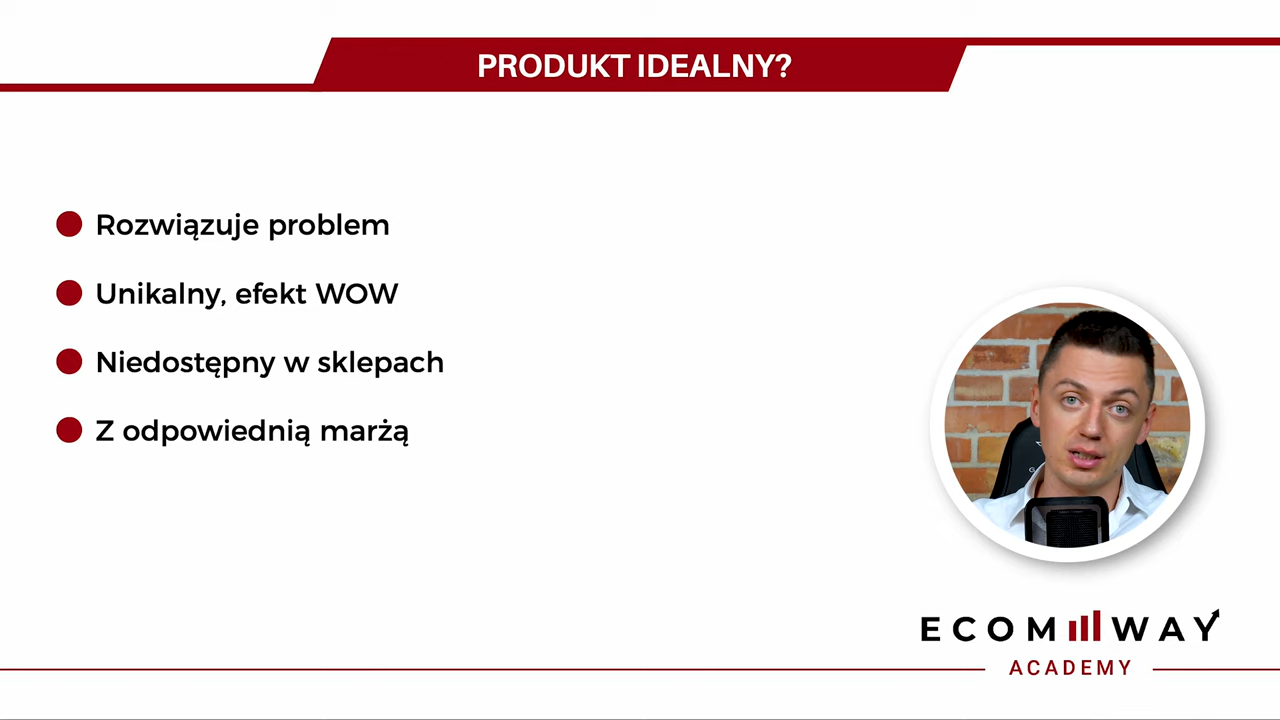 PRODUKT IDEALNY?
Rozwiązuje problem
Unikalny, efekt WOW
Niedostępny w sklepach
Z odpowiednią marżą
ECOM WAY
ACADEMY